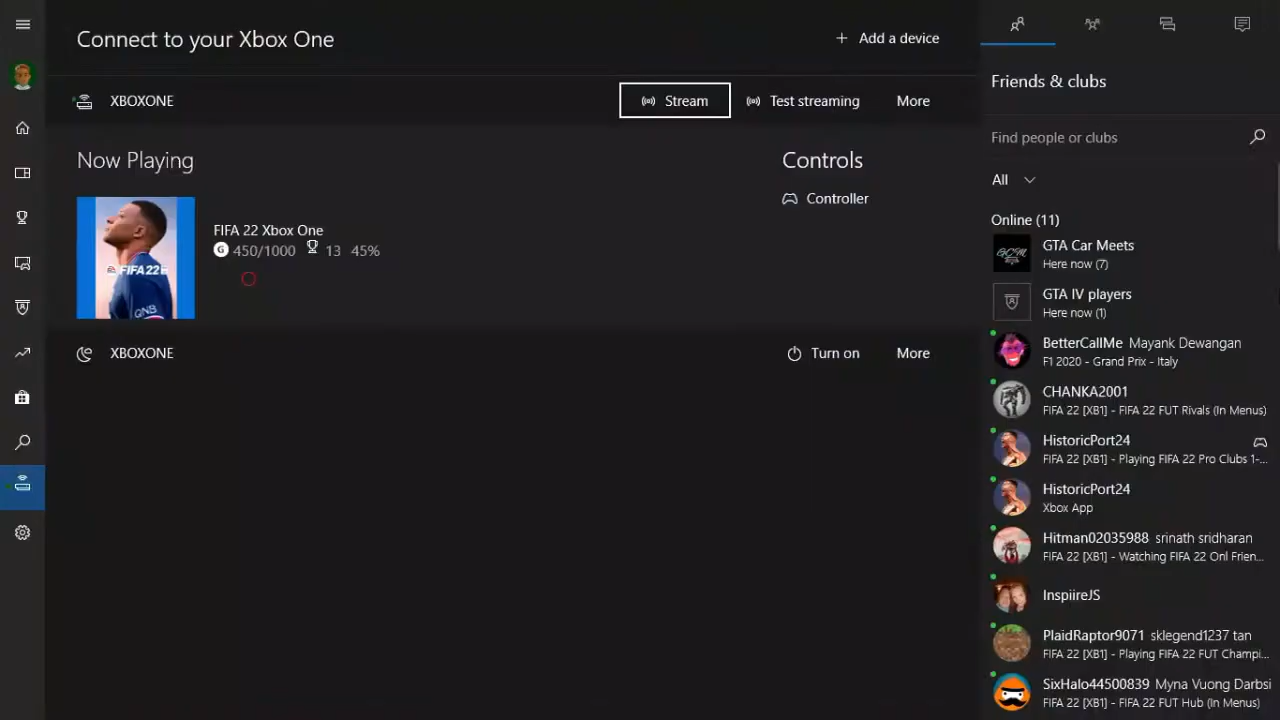 Connect to your Xbox One
Add a device
XBOXONE
Stream
Test streaming
More
Now Playing
FIFA 22
GNB
FIFA 22 Xbox One
G 450/1000 13 45%
Controls
Controller
XBOXONE
Turn on
More
Friends & clubs
Find people or clubs
All
Online (11)
GCM
GTA Car Meets
Here now (7)
GTA IV players
Here now (1)
BetterCallMe Mayank Dewangan
F1 2020 - Grand Prix - Italy
CHANKA2001
FIFA 22 [XB1] - FIFA 22 FUT Rivals (In Menus)
HistoricPort24
FIFA 22 [XB1] - Playing FIFA 22 Pro Clubs 1-...
HistoricPort24
Xbox App
Hitman02035988 srinath sridharan
FIFA 22 [XB1] - Watching FIFA 22 Onl Frien...
InspiireJS
PlaidRaptor9071 sklegend1237 tan
FIFA 22 [XB1] - Playing FIFA 22 FUT Champi...
SixHalo44500839 Myna Vuong Darbsi
FIFA 22 [XB1] - FIFA 22 FUT Hub (In Menus)